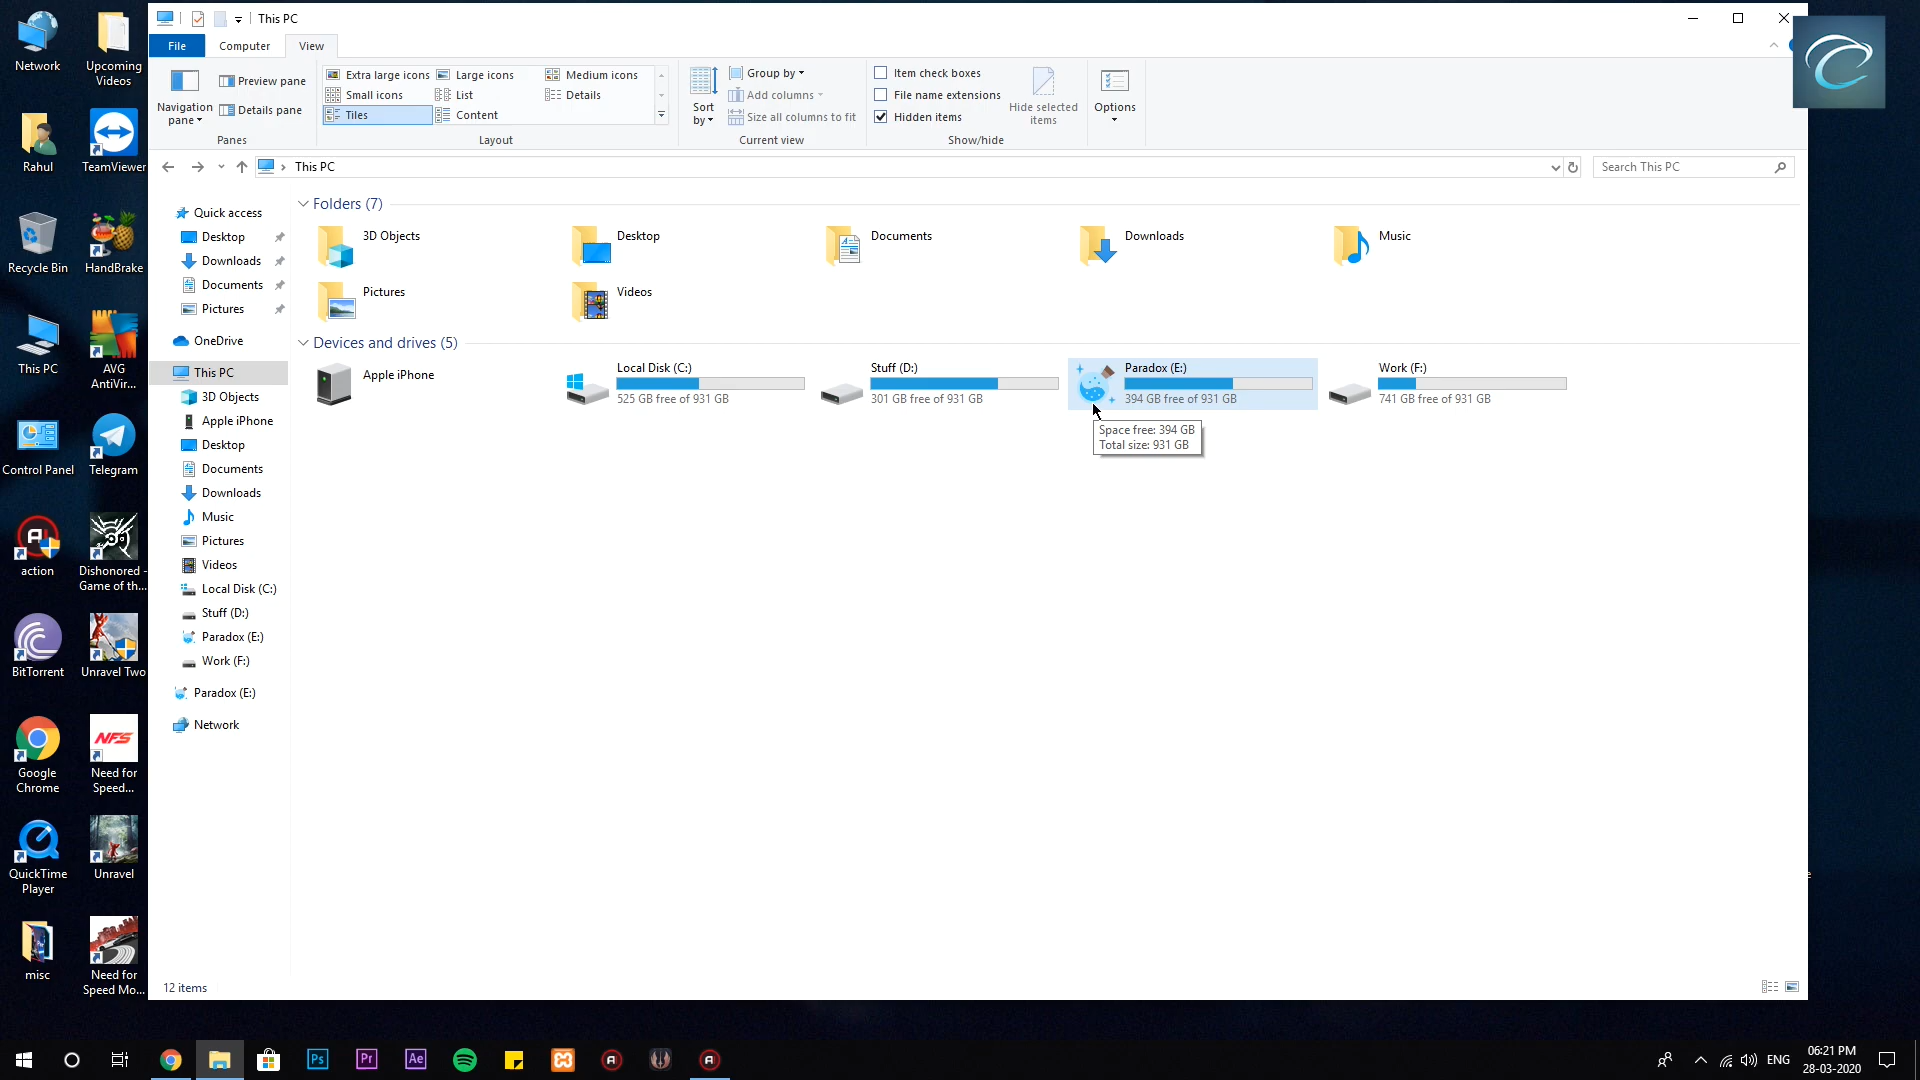 This PC
File
Computer
View
Navigation pane
Preview pane
Details pane
Panes
Extra large icons
Large icons
Medium icons
Small icons
List
Details
Tiles
Content
Layout
Sort by
Group by
Add columns
Size all columns to fit
Current view
Item check boxes
File name extensions
Hidden items
Hide selected items
Show/hide
Options
This PC
Search This PC
Quick access
Desktop
Downloads
Documents
Pictures
OneDrive
This PC
3D Objects
Apple iPhone
Desktop
Documents
Downloads
Music
Pictures
Videos
Local Disk (C:)
Stuff (D:)
Paradox (E:)
Work (F:)
Paradox (E:)
Network
Folders (7)
3D Objects
Desktop
Documents
Downloads
Music
Pictures
Videos
Devices and drives (5)
Apple iPhone
Local Disk (C:)
525 GB free of 931 GB
Stuff (D:)
301 GB free of 931 GB
Paradox (E:)
394 GB free of 931 GB
Work (F:)
741 GB free of 931 GB
Space free: 394 GB
Total size: 931 GB
12 items
Network
Upcoming Videos
Rahul
TeamViewer
Recycle Bin
HandBrake
This PC
AVG AntiVir...
Control Panel
Telegram
action
Dishonored - Game of th...
BitTorrent
Unravel Two
Google Chrome
NFS
Need for Speed...
QuickTime Player
Unravel
misc
Need for Speed Mo...
Ps
Pr
Ae
ENG
06:21 PM
28-03-2020